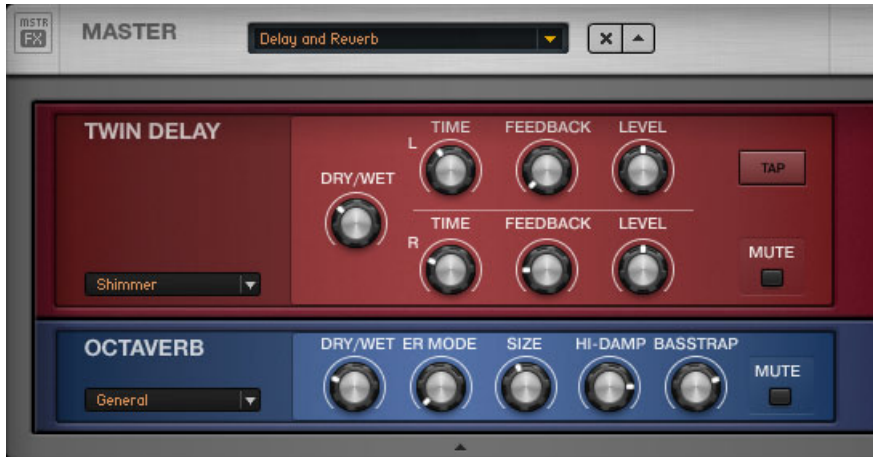 MSTR
FX
MASTER
Delay and Reverb
TWIN DELAY
L
TIME FEEDBACK LEVEL
TAP
DRY/WET
R
TIME FEEDBACK LEVEL
MUTE
Shimmer
OCTAVERB
DRY/WET ER MODE SIZE HI-DAMP BASSTRAP
MUTE
General